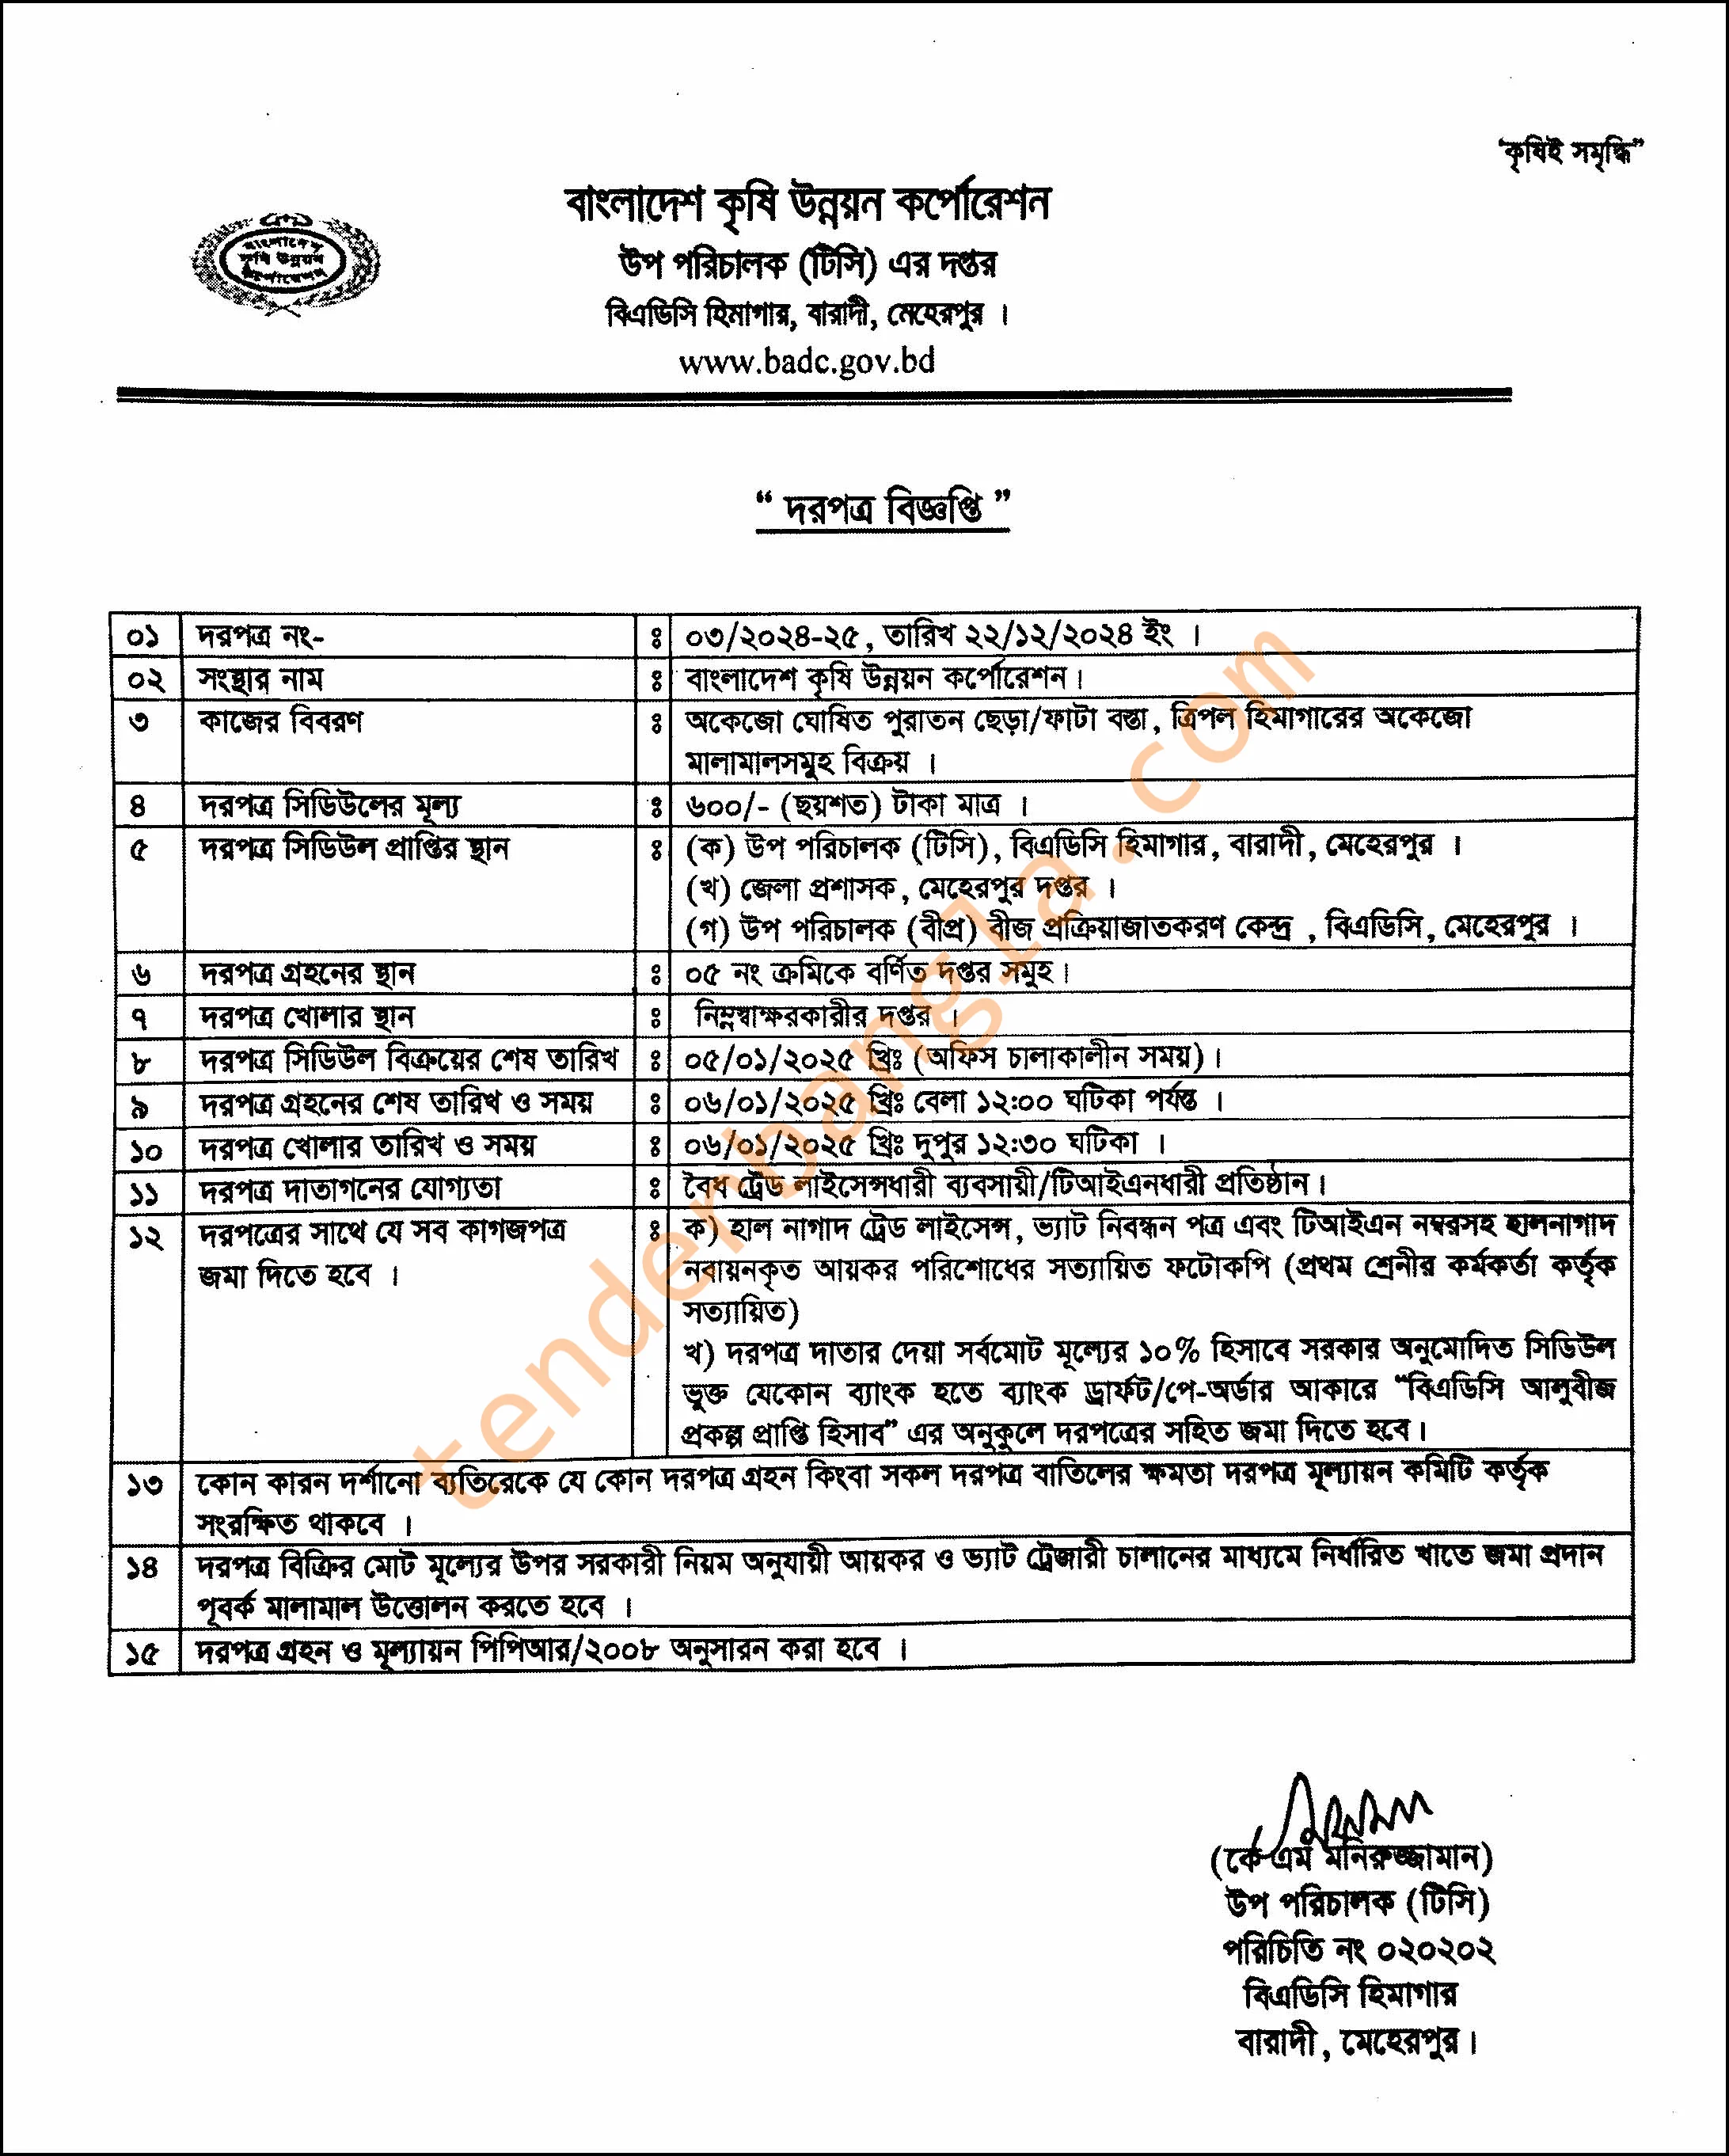 ‘কৃষিই সমৃদ্ধি”
বাংলাদেশ কৃষি উন্নয়ন কর্পোরেশন
উপ পরিচালক (টিসি) এর দপ্তর
বিএডিসি হিমাগার, বারাদী, মেহেরপুর ।
www.badc.gov.bd
বাংলাদেশ
কৃষি উন্নয়ন
কর্পোরেশন
“ দরপত্র বিজ্ঞপ্তি ”
০১ দরপত্র নং- ঃ ০৩/২০২৪-২৫, তারিখ ২২/১২/২০২৪ ইং ।
০২ সংস্থার নাম ঃ বাংলাদেশ কৃষি উন্নয়ন কর্পোরেশন।
৩ কাজের বিবরণ ঃ অকেজো ঘোষিত পুরাতন ছেড়া/ফাটা বস্তা, ত্রিপল হিমাগারের অকেজো
মালামালসমুহ বিক্রয় ।
৪ দরপত্র সিডিউলের মূল্য ঃ ৬০০/- (ছয়শত) টাকা মাত্র ।
৫ দরপত্র সিডিউল প্রাপ্তির স্থান ঃ (ক) উপ পরিচালক (টিসি), বিএডিসি হিমাগার, বারাদী, মেহেরপুর ।
(খ) জেলা প্রশাসক, মেহেরপুর দপ্তর ।
(গ) উপ পরিচালক (বীপ্র) বীজ প্রক্রিয়াজাতকরণ কেন্দ্র , বিএডিসি, মেহেরপুর ।
৬ দরপত্র গ্রহনের স্থান ঃ ০৫ নং ক্রমিকে বর্ণিত দপ্তর সমুহ।
৭ দরপত্র খোলার স্থান ঃ নিম্নস্বাক্ষরকারীর দপ্তর ।
৮ দরপত্র সিডিউল বিক্রয়ের শেষ তারিখ ঃ ০৫/০১/২০২৫ খ্রিঃ (অফিস চালাকালীন সময়)।
৯ দরপত্র গ্রহনের শেষ তারিখ ও সময় ঃ ০৬/০১/২০২৫ খ্রিঃ বেলা ১২:০০ ঘটিকা পর্যন্ত ।
১০ দরপত্র খোলার তারিখ ও সময় ঃ ০৬/০১/২০২৫ খ্রিঃ দুপুর ১২:৩০ ঘটিকা ।
১১ দরপত্র দাতাগনের যোগ্যতা ঃ বৈধ ট্রেড লাইসেন্সধারী ব্যবসায়ী/টিআইএনধারী প্রতিষ্ঠান।
১২ দরপত্রের সাথে যে সব কাগজপত্র ঃ ক) হাল নাগাদ ট্রেড লাইসেন্স, ভ্যাট নিবন্ধন পত্র এবং টিআইএন নম্বরসহ হালনাগাদ
জমা দিতে হবে । নবায়নকৃত আয়কর পরিশোধের সত্যায়িত ফটোকপি (প্রথম শ্রেনীর কর্মকর্তা কর্তৃক
সত্যায়িত)
খ) দরপত্র দাতার দেয়া সর্বমোট মূল্যের ১০% হিসাবে সরকার অনুমোদিত সিডিউল
ভুক্ত যেকোন ব্যাংক হতে ব্যাংক ড্রার্ফট/পে-অর্ডার আকারে “বিএডিসি আলুবীজ
প্রকল্প প্রাপ্তি হিসাব” এর অনুকুলে দরপত্রের সহিত জমা দিতে হবে।
১৩ কোন কারন দর্শানো ব্যতিরেকে যে কোন দরপত্র গ্রহন কিংবা সকল দরপত্র বাতিলের ক্ষমতা দরপত্র মূল্যায়ন কমিটি কর্তৃক
সংরক্ষিত থাকবে ।
১৪ দরপত্র বিক্রির মোট মূল্যের উপর সরকারী নিয়ম অনুযায়ী আয়কর ও ভ্যাট ট্রেজারী চালানের মাধ্যমে নির্ধারিত খাতে জমা প্রদান
পূবর্ক মালামাল উত্তোলন করতে হবে ।
১৫ দরপত্র গ্রহন ও মূল্যায়ন পিপিআর/২০০৮ অনুসারন করা হবে ।
tenderbangla.com
(কে এম মনিরুজ্জামান)
উপ পরিচালক (টিসি)
পরিচিতি নং ০২০২০২
বিএডিসি হিমাগার
বারাদী, মেহেরপুর।